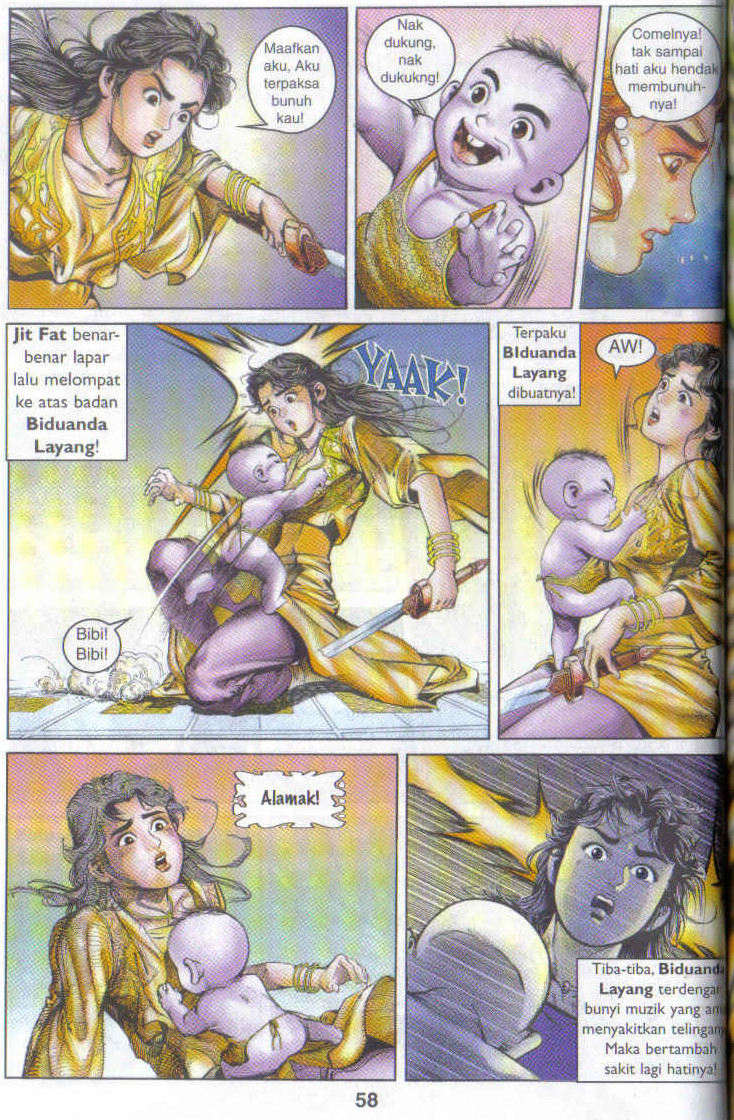 Maafkan
aku, Aku
terpaksa
bunuh
kau!
Nak
dukung,
nak
dukukng!
Comelnya!
tak sampai
hati aku hendak
membunuh-
nya!
Jit Fat benar-
benar lapar
lalu melompat
ke atas badan
Biduanda
Layang!
YAAK!
Bibi!
Bibi!
Terpaku
BIduanda
Layang
dibuatnya!
AW!
Alamak!
Tiba-tiba, Biduanda
Layang terdengar
bunyi muzik yang
menyakitkan
Maka bertambah
sakit lagi hatinya!
58